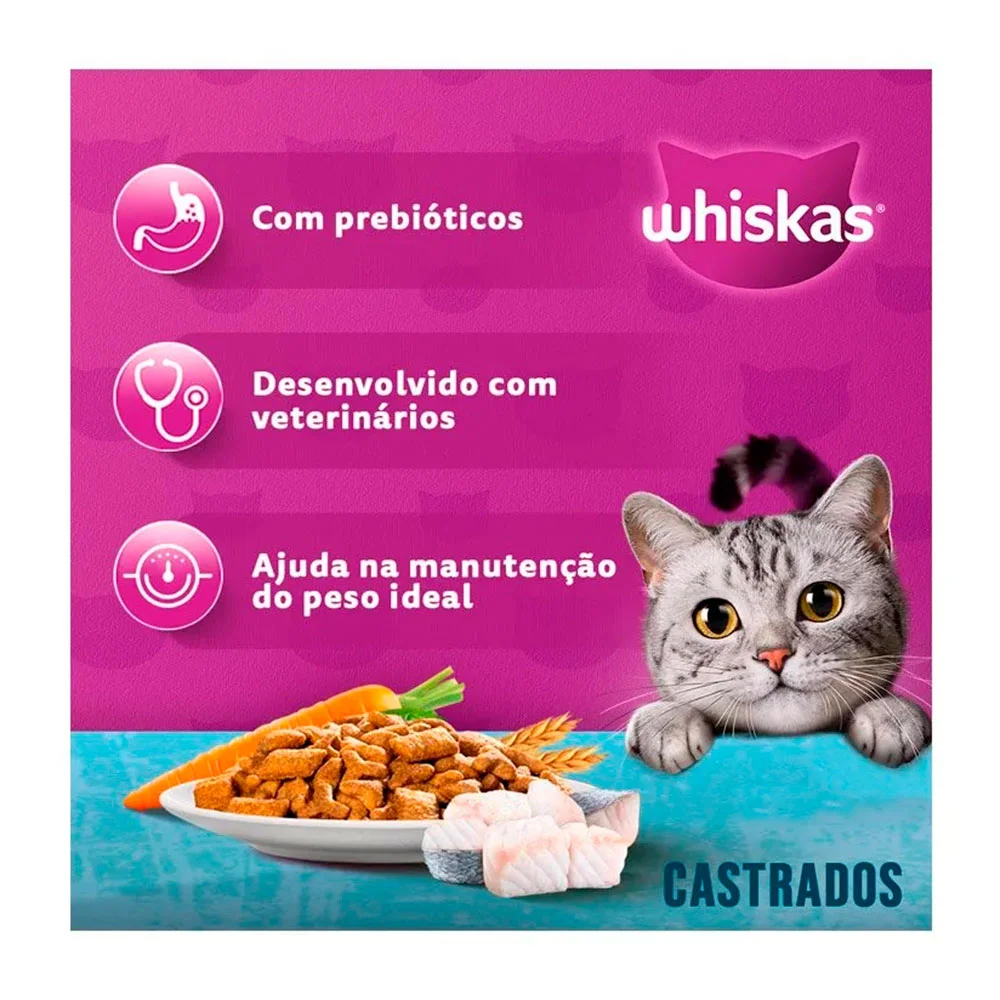 Com prebióticos
whiskas®
Desenvolvido com
veterinários
Ajuda na manutenção
do peso ideal
CASTRADOS